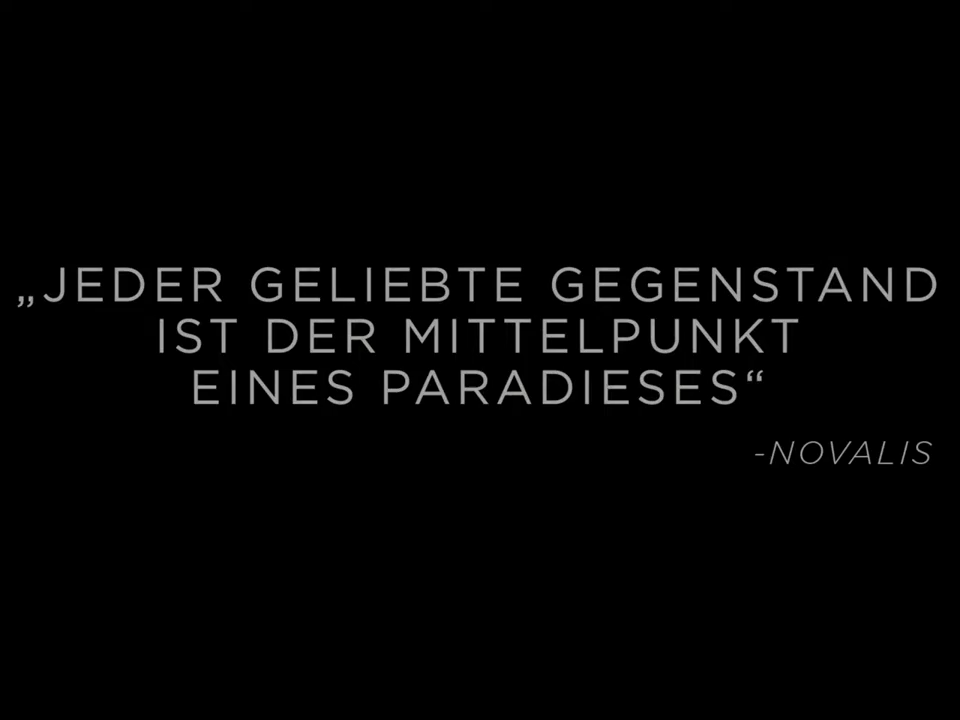 „JEDER GELIEBTE GEGENSTAND
IST DER MITTELPUNKT
EINES PARADIESES“
-NOVALIS